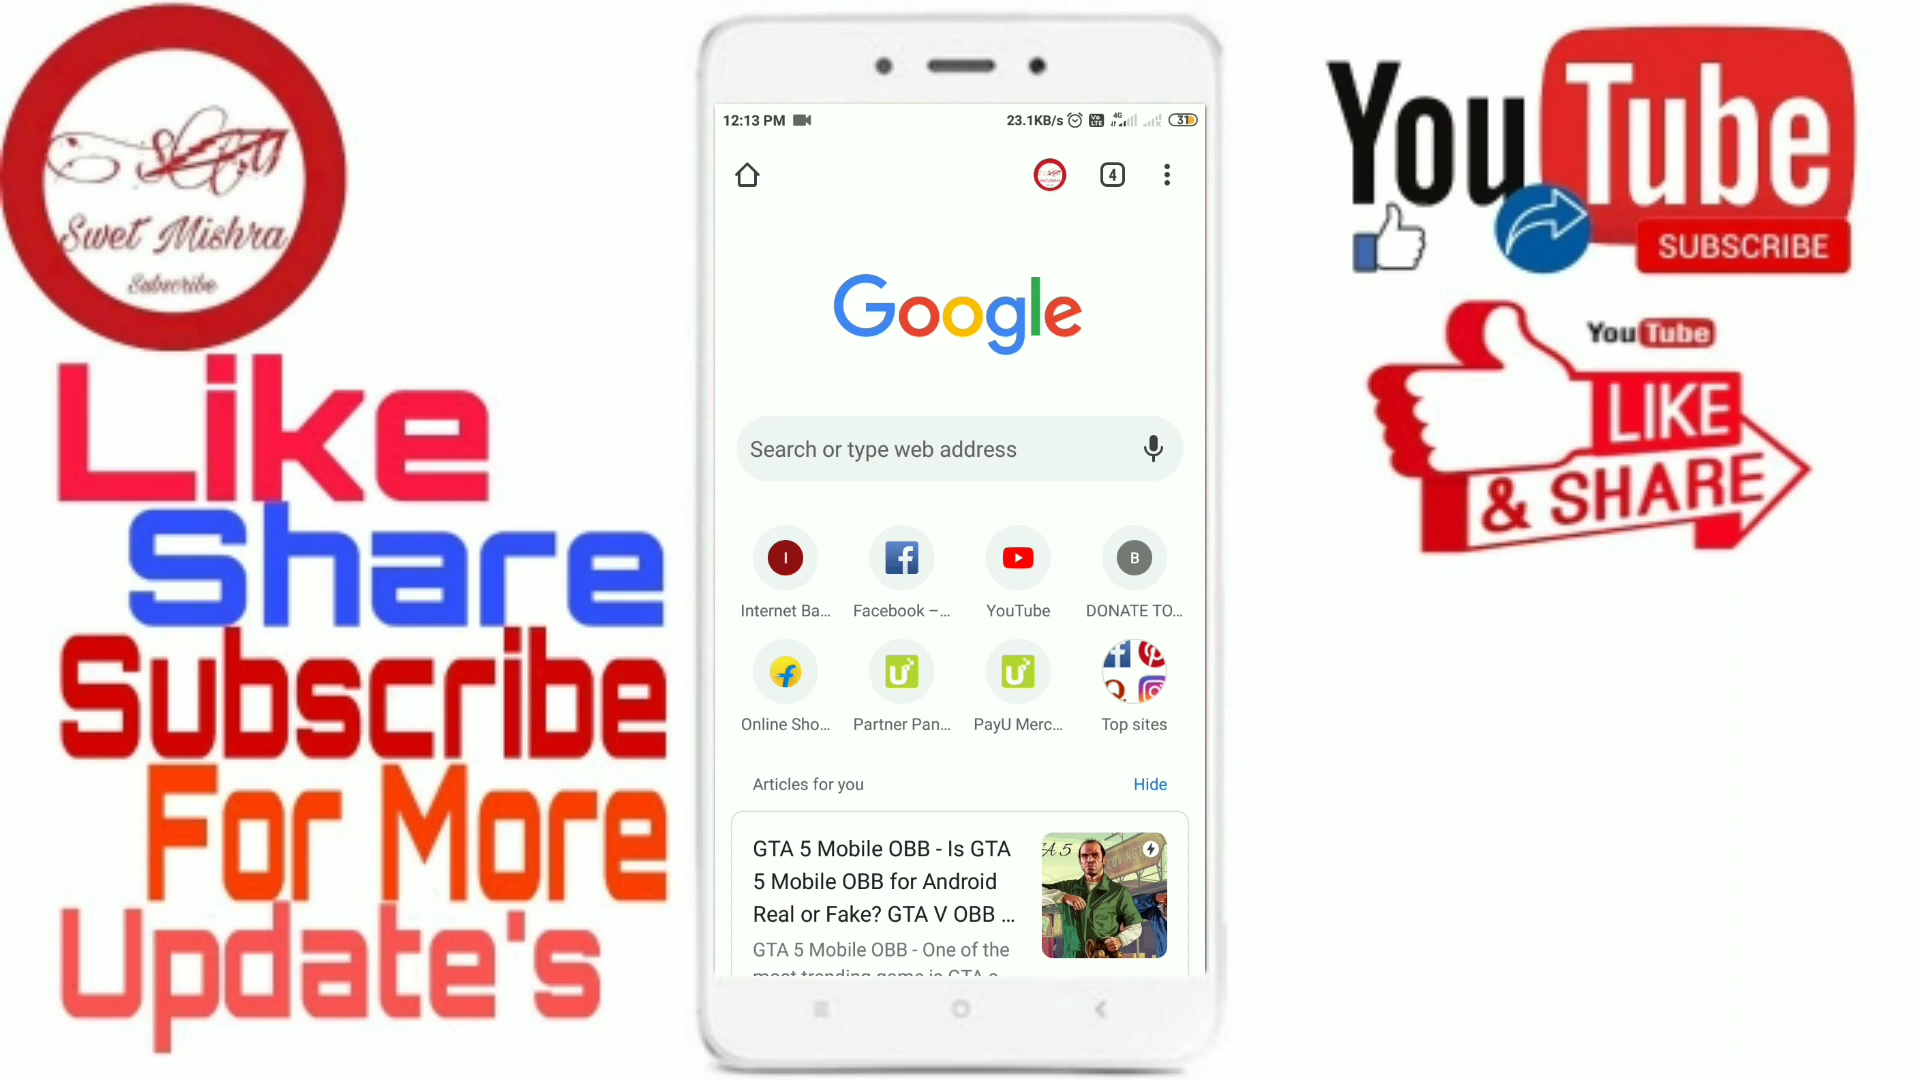 Swet Mishra
Subscribe
Like
Share
Subscribe
For More
Update's
12:13 PM
23.1KB/s
4G
31
4
Google
Search or type web address
I
B
Internet Ba...
Facebook –...
YouTube
DONATE TO...
Online Sho...
Partner Pan...
PayU Merc...
Top sites
Articles for you
Hide
GTA 5 Mobile OBB - Is GTA
5 Mobile OBB for Android
Real or Fake? GTA V OBB ...
GTA 5 Mobile OBB - One of the
YouTube
SUBSCRIBE
YouTube
LIKE
& SHARE